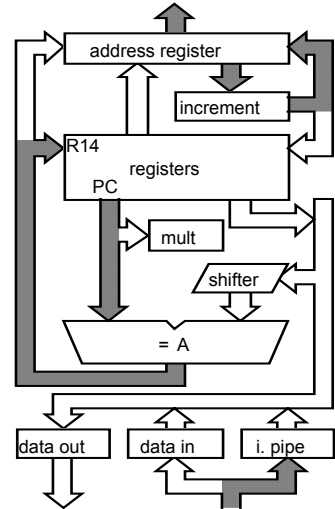 address register
increment
R14
registers
PC
mult
shifter
= A
data out
data in
i. pipe